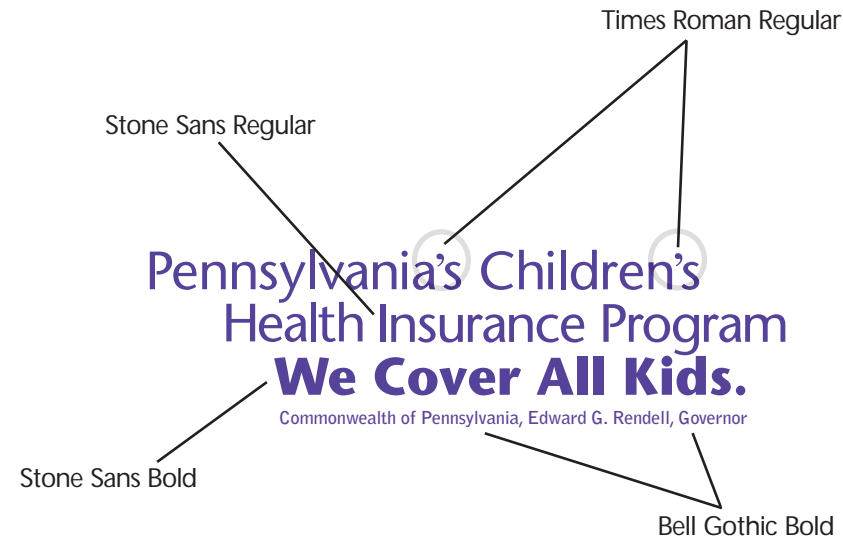 Times Roman Regular
Stone Sans Regular
Pennsylvania’s Children’s
Health Insurance Program
We Cover All Kids.
Commonwealth of Pennsylvania, Edward G. Rendell, Governor
Stone Sans Bold
Bell Gothic Bold